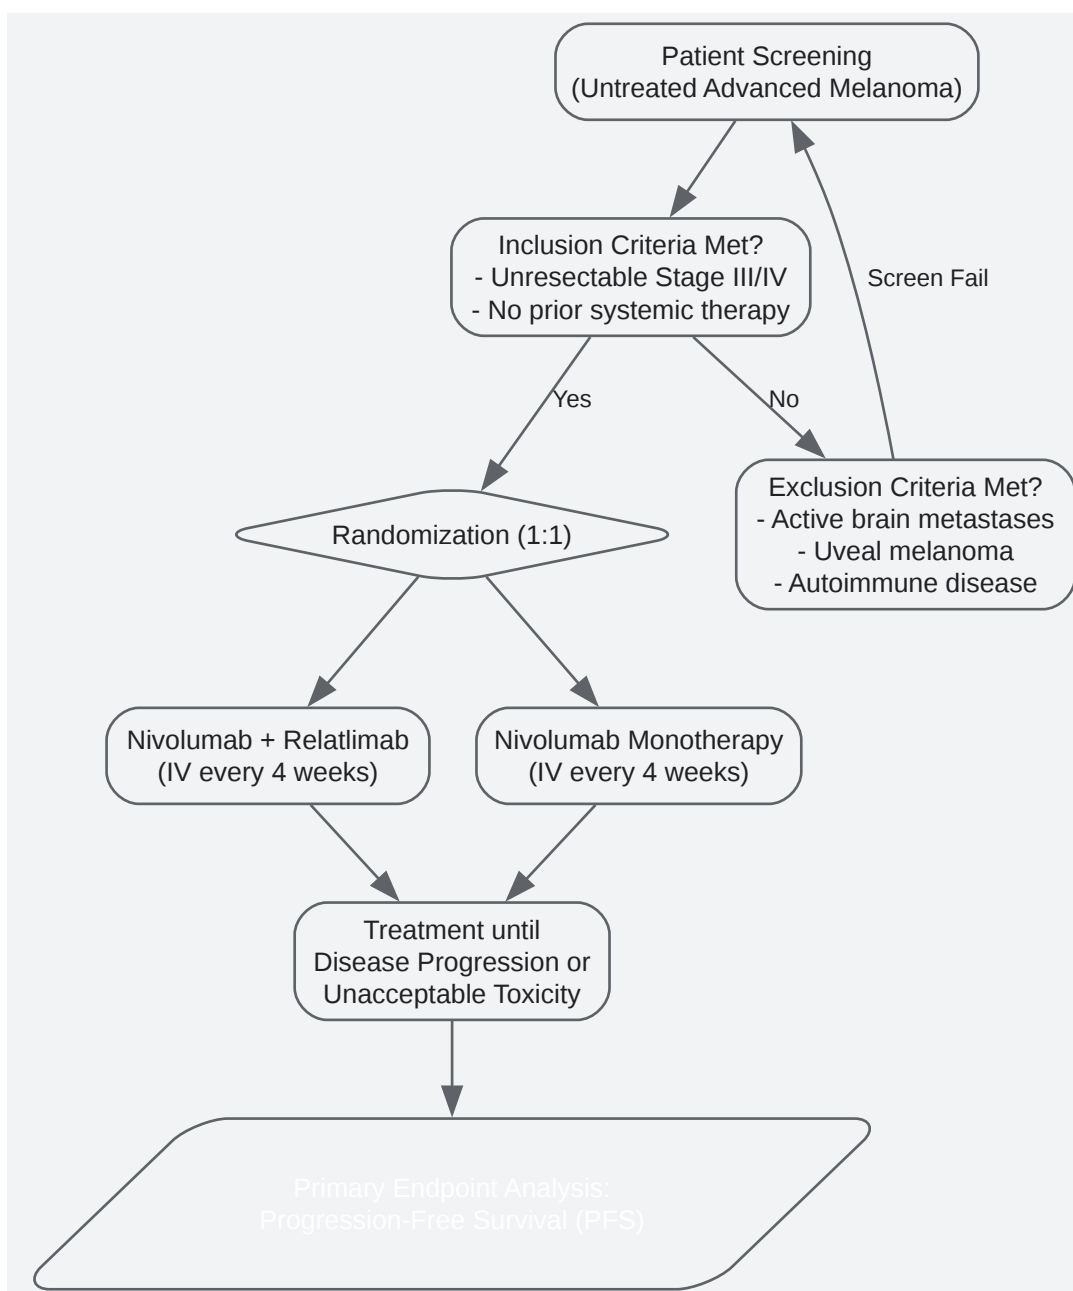 Patient Screening
(Untreated Advanced Melanoma)
Inclusion Criteria Met?
- Unresectable Stage III/IV
- No prior systemic therapy
Screen Fail
Yes
No
Exclusion Criteria Met?
- Active brain metastases
- Uveal melanoma
- Autoimmune disease
Randomization (1:1)
Nivolumab + Relatlimab
(IV every 4 weeks)
Nivolumab Monotherapy
(IV every 4 weeks)
Treatment until
Disease Progression or
Unacceptable Toxicity
Primary Endpoint Analysis:
Progression-Free Survival (PFS)